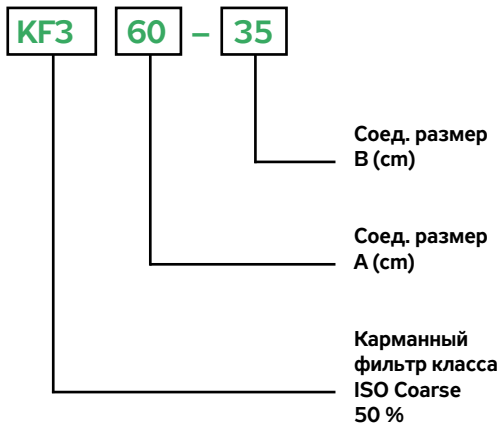 KF3 60 – 35
Соед. размер
B (cm)
Соед. размер
A (cm)
Карманный
фильтр класса
ISO Coarse
50 %